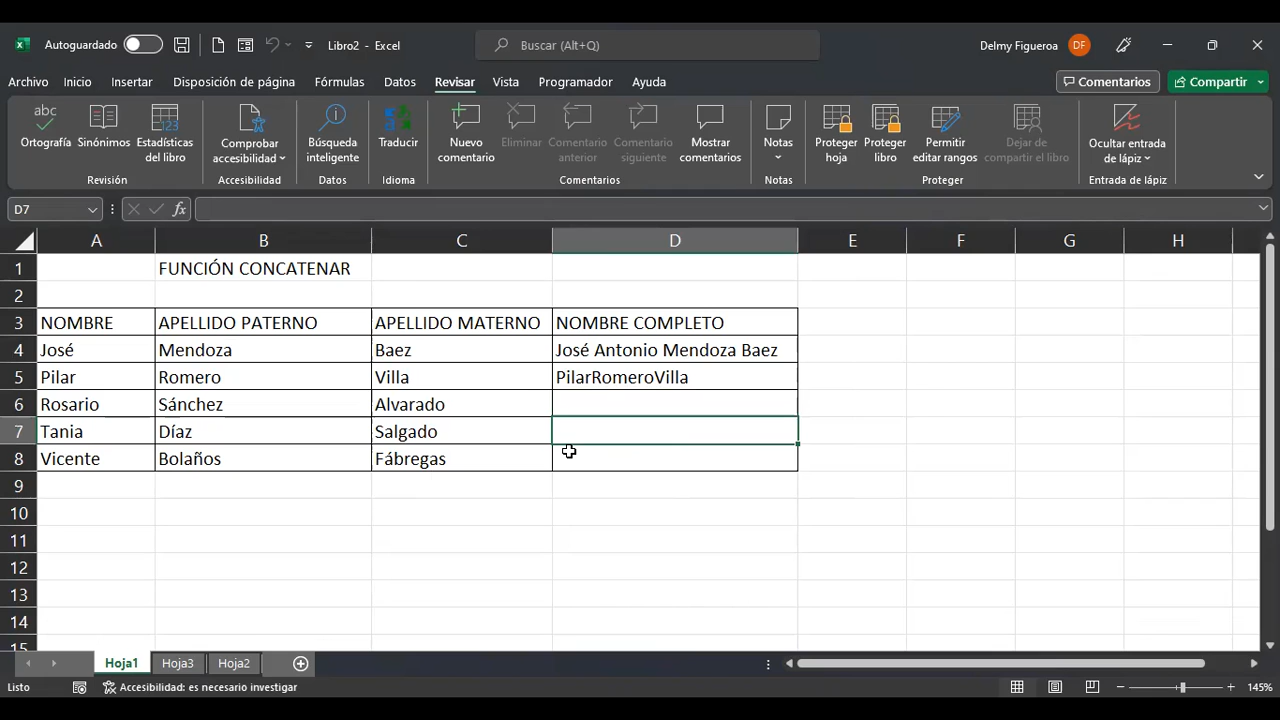 Autoguardado Libro2 - Excel Buscar (Alt+Q) Delmy Figueroa DF
Archivo Inicio Insertar Disposición de página Fórmulas Datos Revisar Vista Programador Ayuda Comentarios Compartir
abc
Ortografía Sinónimos Estadísticas del libro Comprobar accesibilidad Búsqueda inteligente Traducir Nuevo comentario Eliminar Comentario anterior Comentario siguiente Mostrar comentarios Notas Proteger hoja Proteger libro Permitir editar rangos Dejar de compartir el libro Ocultar entrada de lápiz
Revisión Accesibilidad Datos Idioma Comentarios Notas Proteger Entrada de lápiz
D7 fx
A B C D E F G H
1 FUNCIÓN CONCATENAR
2
3 NOMBRE APELLIDO PATERNO APELLIDO MATERNO NOMBRE COMPLETO
4 José Mendoza Baez José Antonio Mendoza Baez
5 Pilar Romero Villa PilarRomeroVilla
6 Rosario Sánchez Alvarado
7 Tania Díaz Salgado
8 Vicente Bolaños Fábregas
9
10
11
12
13
14
15
Hoja1 Hoja3 Hoja2
Listo Accesibilidad: es necesario investigar 145%